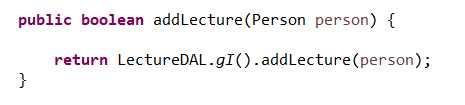 public boolean addLecture(Person person) {
return LectureDAL.gI().addLecture(person);
}